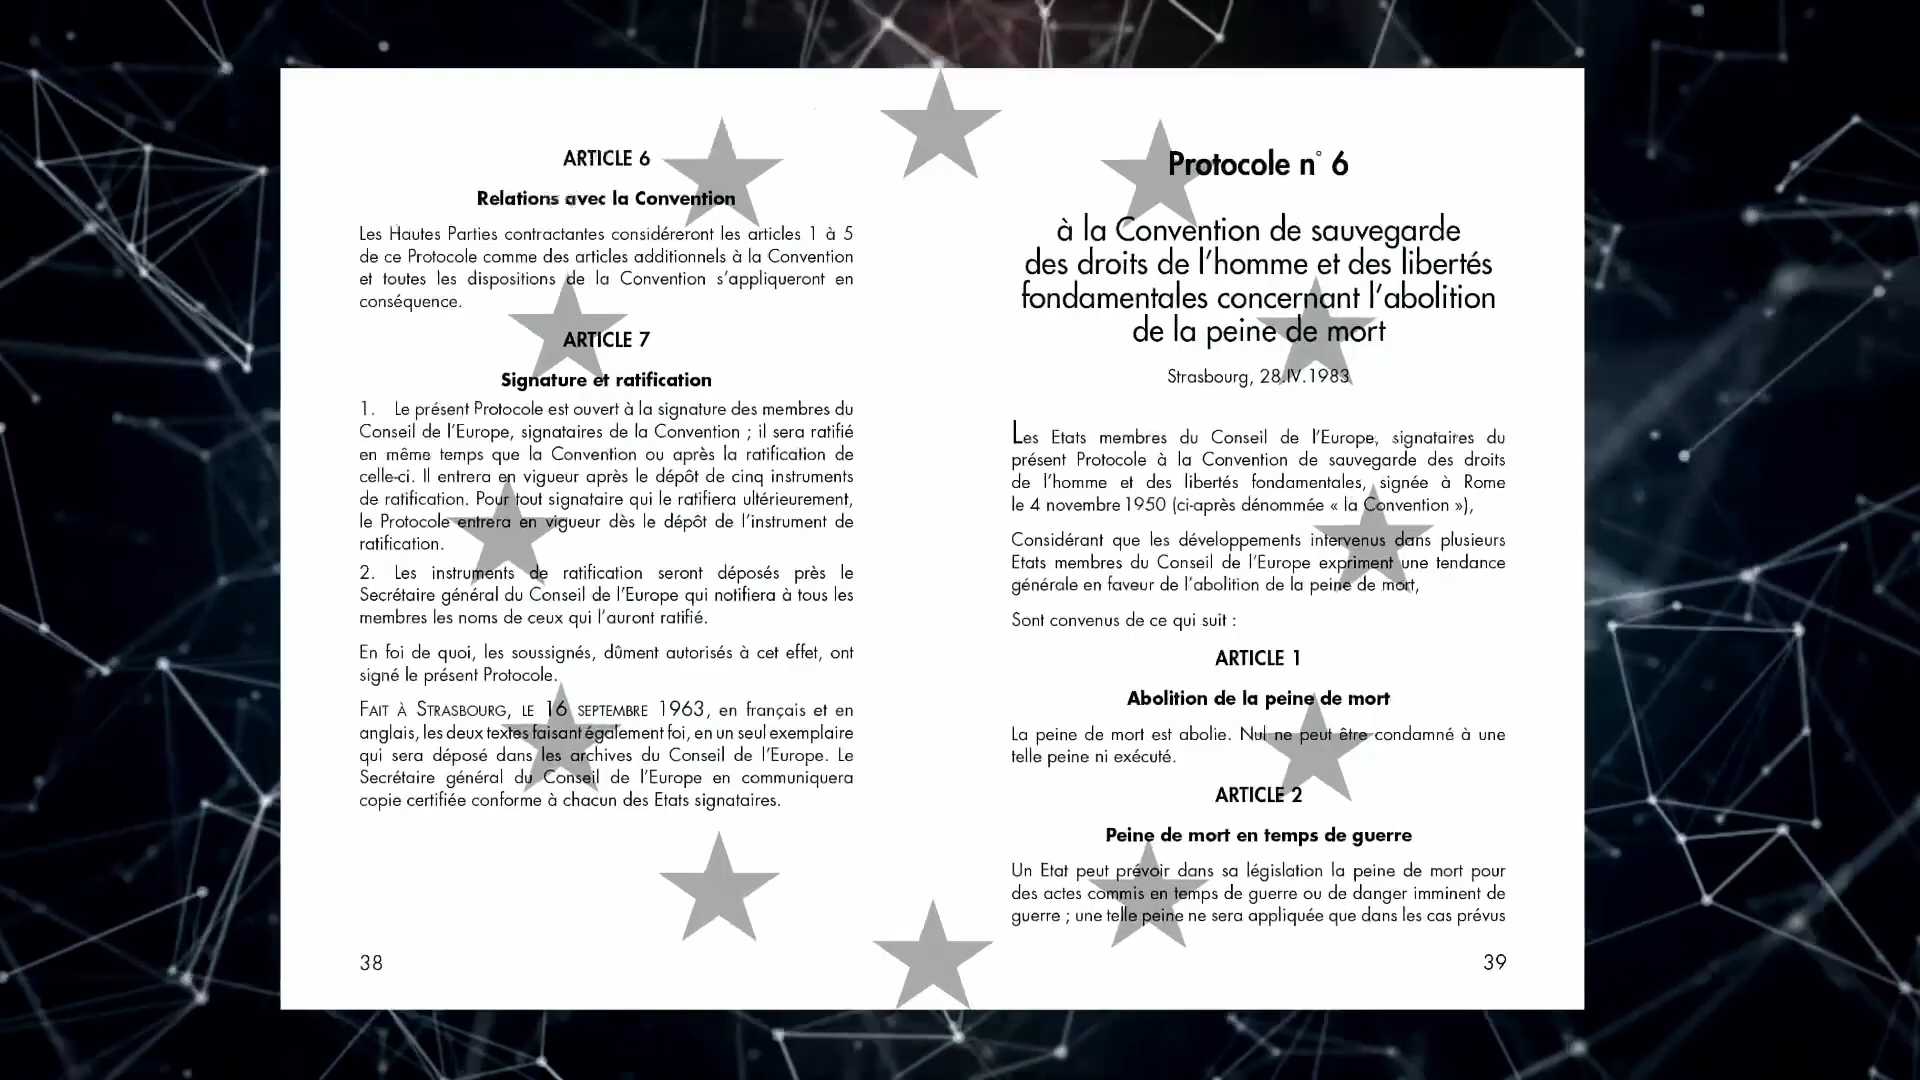 ARTICLE 6
Relations avec la Convention
Les Hautes Parties contractantes considéreront les articles 1 à 5
de ce Protocole comme des articles additionnels à la Convention
et toutes les dispositions de la Convention s'appliqueront en
conséquence.
ARTICLE 7
Signature et ratification
1. Le présent Protocole est ouvert à la signature des membres du
Conseil de l'Europe, signataires de la Convention ; il sera ratifié
en même temps que la Convention ou après la ratification de
celle-ci. Il entrera en vigueur après le dépôt de cinq instruments
de ratification. Pour tout signataire qui le ratifiera ultérieurement,
le Protocole entrera en vigueur dès le dépôt de l'instrument de
ratification.
2. Les instruments de ratification seront déposés près le
Secrétaire général du Conseil de l'Europe qui notifiera à tous les
membres les noms de ceux qui l'auront ratifié.
En foi de quoi, les soussignés, dûment autorisés à cet effet, ont
signé le présent Protocole.
FAIT À STRASBOURG, LE 16 SEPTEMBRE 1963, en français et en
anglais, les deux textes faisant également foi, en un seul exemplaire
qui sera déposé dans les archives du Conseil de l'Europe. Le
Secrétaire général du Conseil de l'Europe en communiquera
copie certifiée conforme à chacun des Etats signataires.
38
Protocole n° 6
à la Convention de sauvegarde
des droits de l'homme et des libertés
fondamentales concernant l'abolition
de la peine de mort
Strasbourg, 28.IV.1983
Les Etats membres du Conseil de l'Europe, signataires du
présent Protocole à la Convention de sauvegarde des droits
de l'homme et des libertés fondamentales, signée à Rome
le 4 novembre 1950 (ci-après dénommée « la Convention »),
Considérant que les développements intervenus dans plusieurs
Etats membres du Conseil de l'Europe expriment une tendance
générale en faveur de l'abolition de la peine de mort,
Sont convenus de ce qui suit :
ARTICLE 1
Abolition de la peine de mort
La peine de mort est abolie. Nul ne peut être condamné à une
telle peine ni exécuté.
ARTICLE 2
Peine de mort en temps de guerre
Un Etat peut prévoir dans sa législation la peine de mort pour
des actes commis en temps de guerre ou de danger imminent de
guerre ; une telle peine ne sera appliquée que dans les cas prévus
39